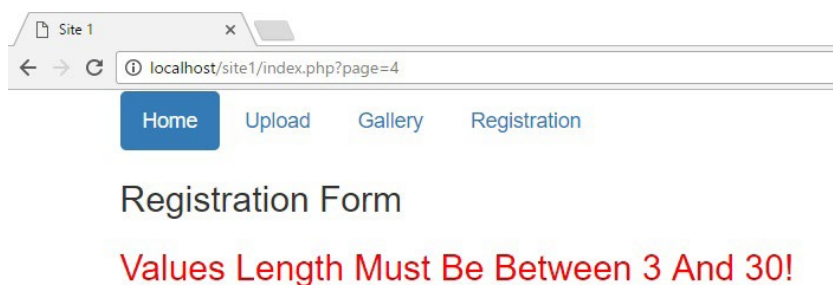 Site 1
localhost/site1/index.php?page=4
Home Upload Gallery Registration
Registration Form
Values Length Must Be Between 3 And 30!